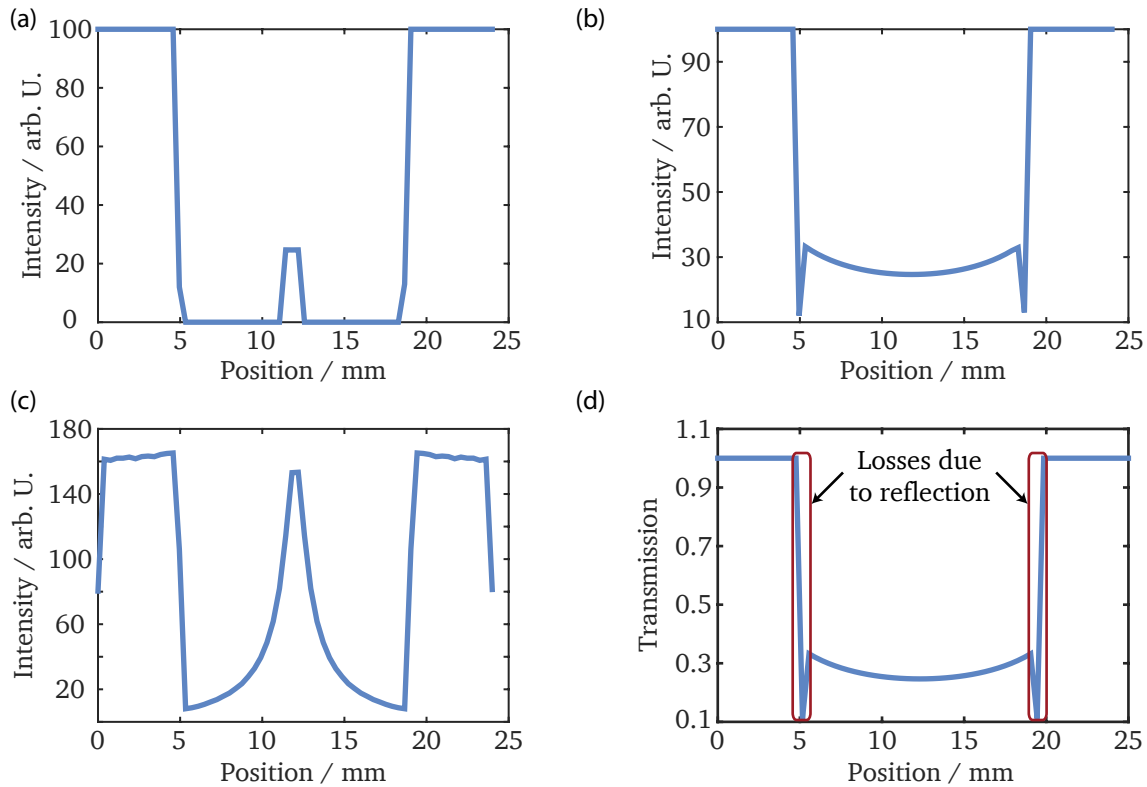 (a)
100
80
60
40
20
0
Intensity / arb. U.
0 5 10 15 20 25
Position / mm
(b)
90
70
50
30
10
Intensity / arb. U.
0 5 10 15 20 25
Position / mm
(c)
180
160
100
60
20
Intensity / arb. U.
0 5 10 15 20 25
Position / mm
(d)
1.1
0.9
0.7
0.5
0.3
0.1
Transmission
Losses due
to reflection
0 5 10 15 20 25
Position / mm